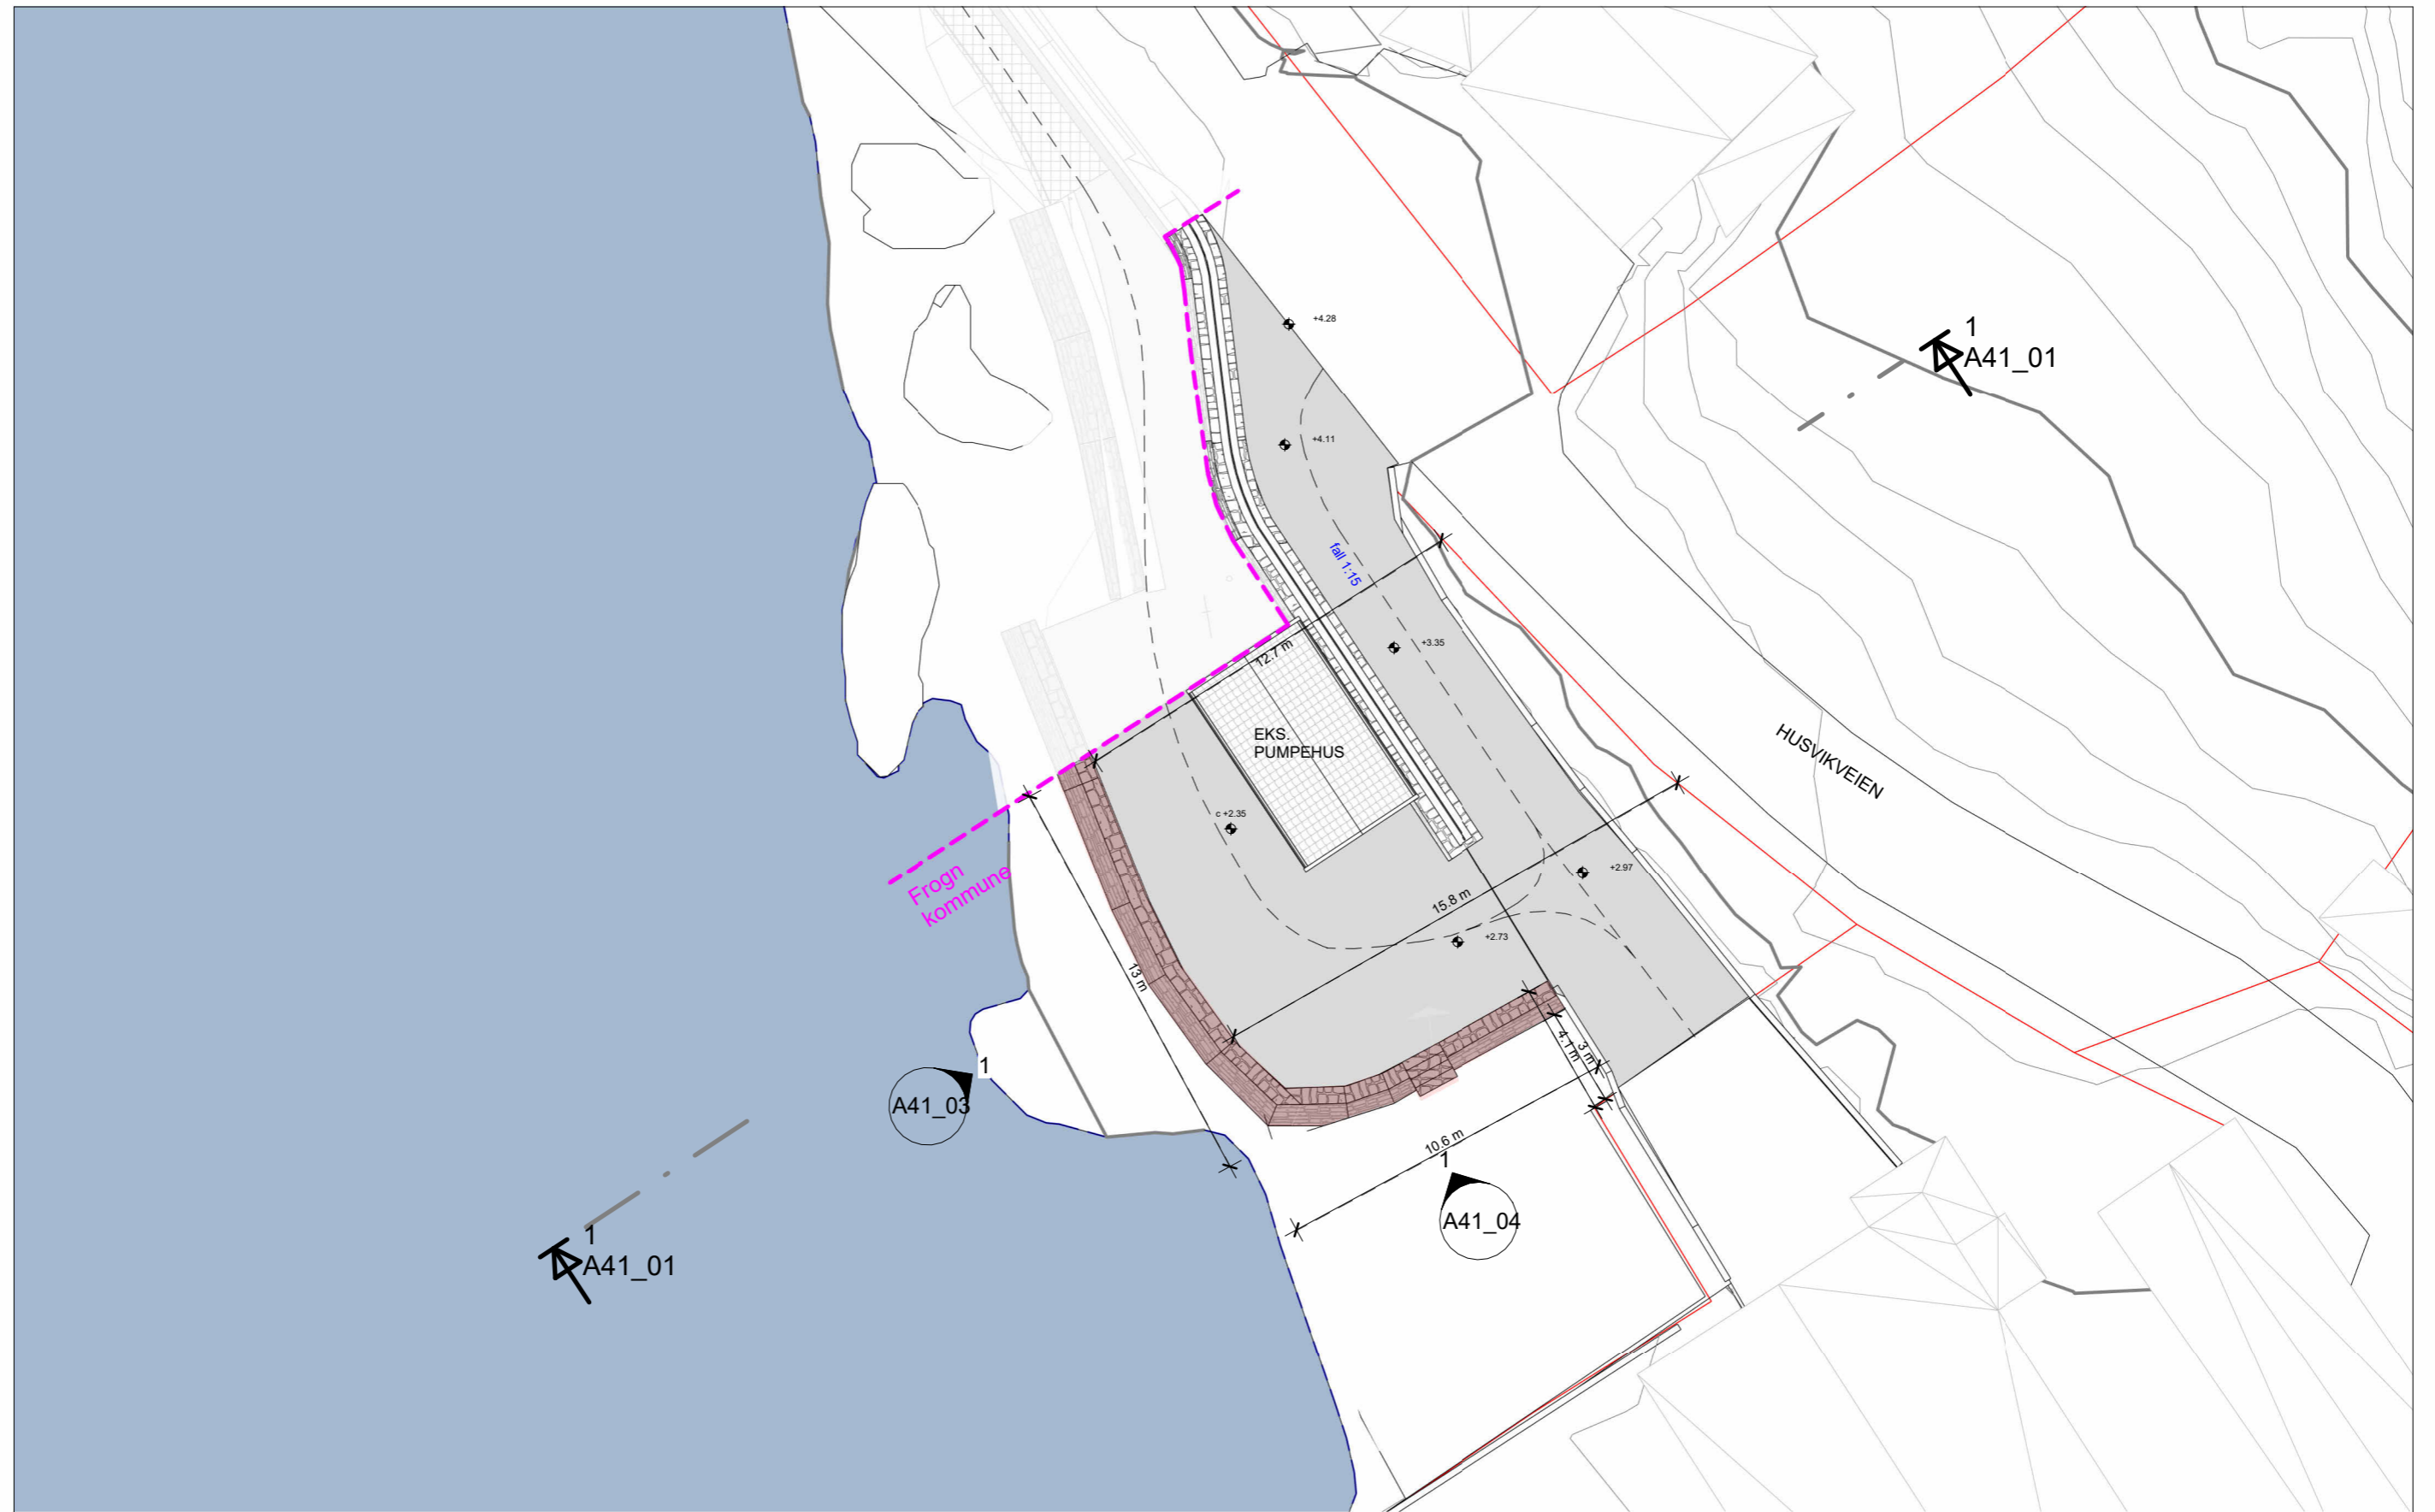 +4.28
1
A41_01
+4.11
fall 1:15
+3.35
12.7 m
EKS.
PUMPEHUS
HUSVIKVEIEN
c +2.35
+2.97
Frogn
kommune
15.8 m
+2.73
13 m
4.1 m
3 m
1
A41_03
10.6 m
1
A41_04
1
A41_01